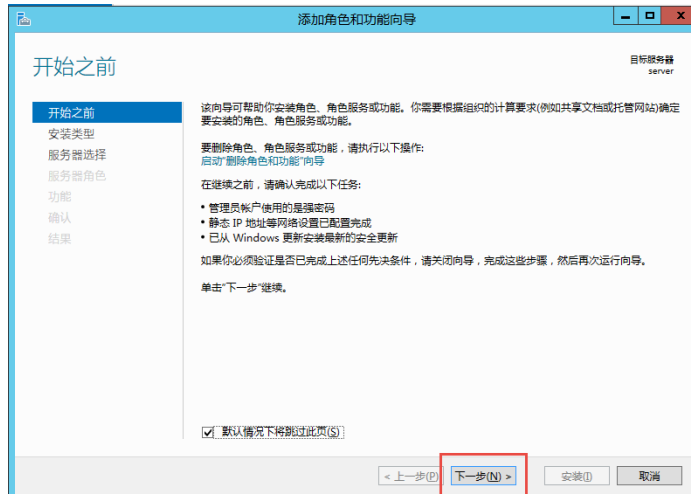 添加角色和功能向导
开始之前
目标服务器
server
开始之前
安装类型
服务器选择
服务器角色
功能
确认
结果
该向导可帮助你安装角色、角色服务或功能。你需要根据组织的计算要求(例如共享文档或托管网站)确定
要安装的角色、角色服务或功能。
要删除角色、角色服务或功能，请执行以下操作:
启动"删除角色和功能"向导
在继续之前，请确认完成以下任务:
• 管理员帐户使用的是强密码
• 静态 IP 地址等网络设置已配置完成
• 已从 Windows 更新安装最新的安全更新
如果你必须验证是否已完成上述任何先决条件，请关闭向导，完成这些步骤，然后再次运行向导。
单击"下一步"继续。
默认情况下将跳过此页(S)
< 上一步(P) 下一步(N) > 安装(I) 取消